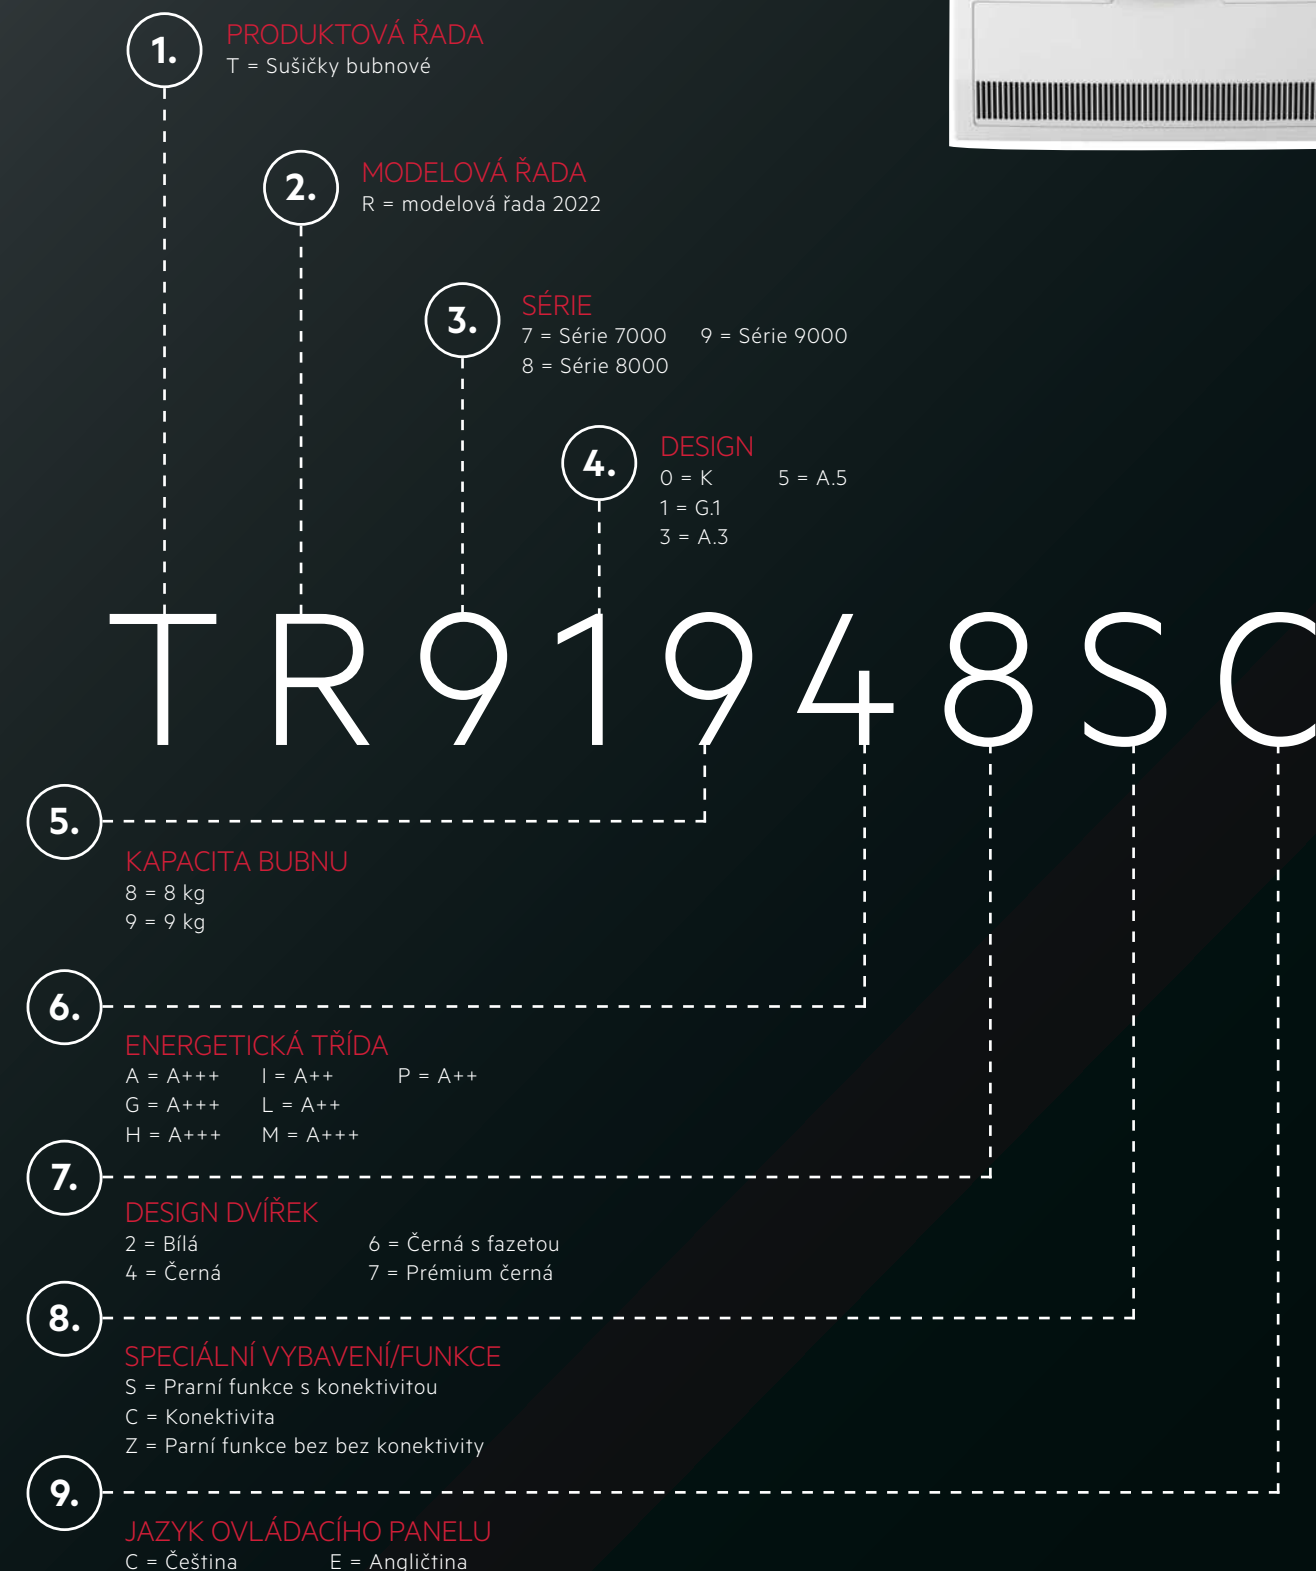 1.
PRODUKTOVÁ ŘADA
T = Sušičky bubnové
2.
MODELOVÁ ŘADA
R = modelová řada 2022
3.
SÉRIE
7 = Série 7000 9 = Série 9000
8 = Série 8000
4.
DESIGN
0 = K 5 = A.5
1 = G.1
3 = A.3
TR91948SC
5.
KAPACITA BUBNU
8 = 8 kg
9 = 9 kg
6.
ENERGETICKÁ TŘÍDA
A = A+++ I = A++ P = A++
G = A+++ L = A++
H = A+++ M = A+++
7.
DESIGN DVÍŘEK
2 = Bílá 6 = Černá s fazetou
4 = Černá 7 = Prémium černá
8.
SPECIÁLNÍ VYBAVENÍ/FUNKCE
S = Prarní funkce s konektivitou
C = Konektivita
Z = Parní funkce bez bez konektivity
9.
JAZYK OVLÁDACÍHO PANELU
C = Čeština E = Angličtina